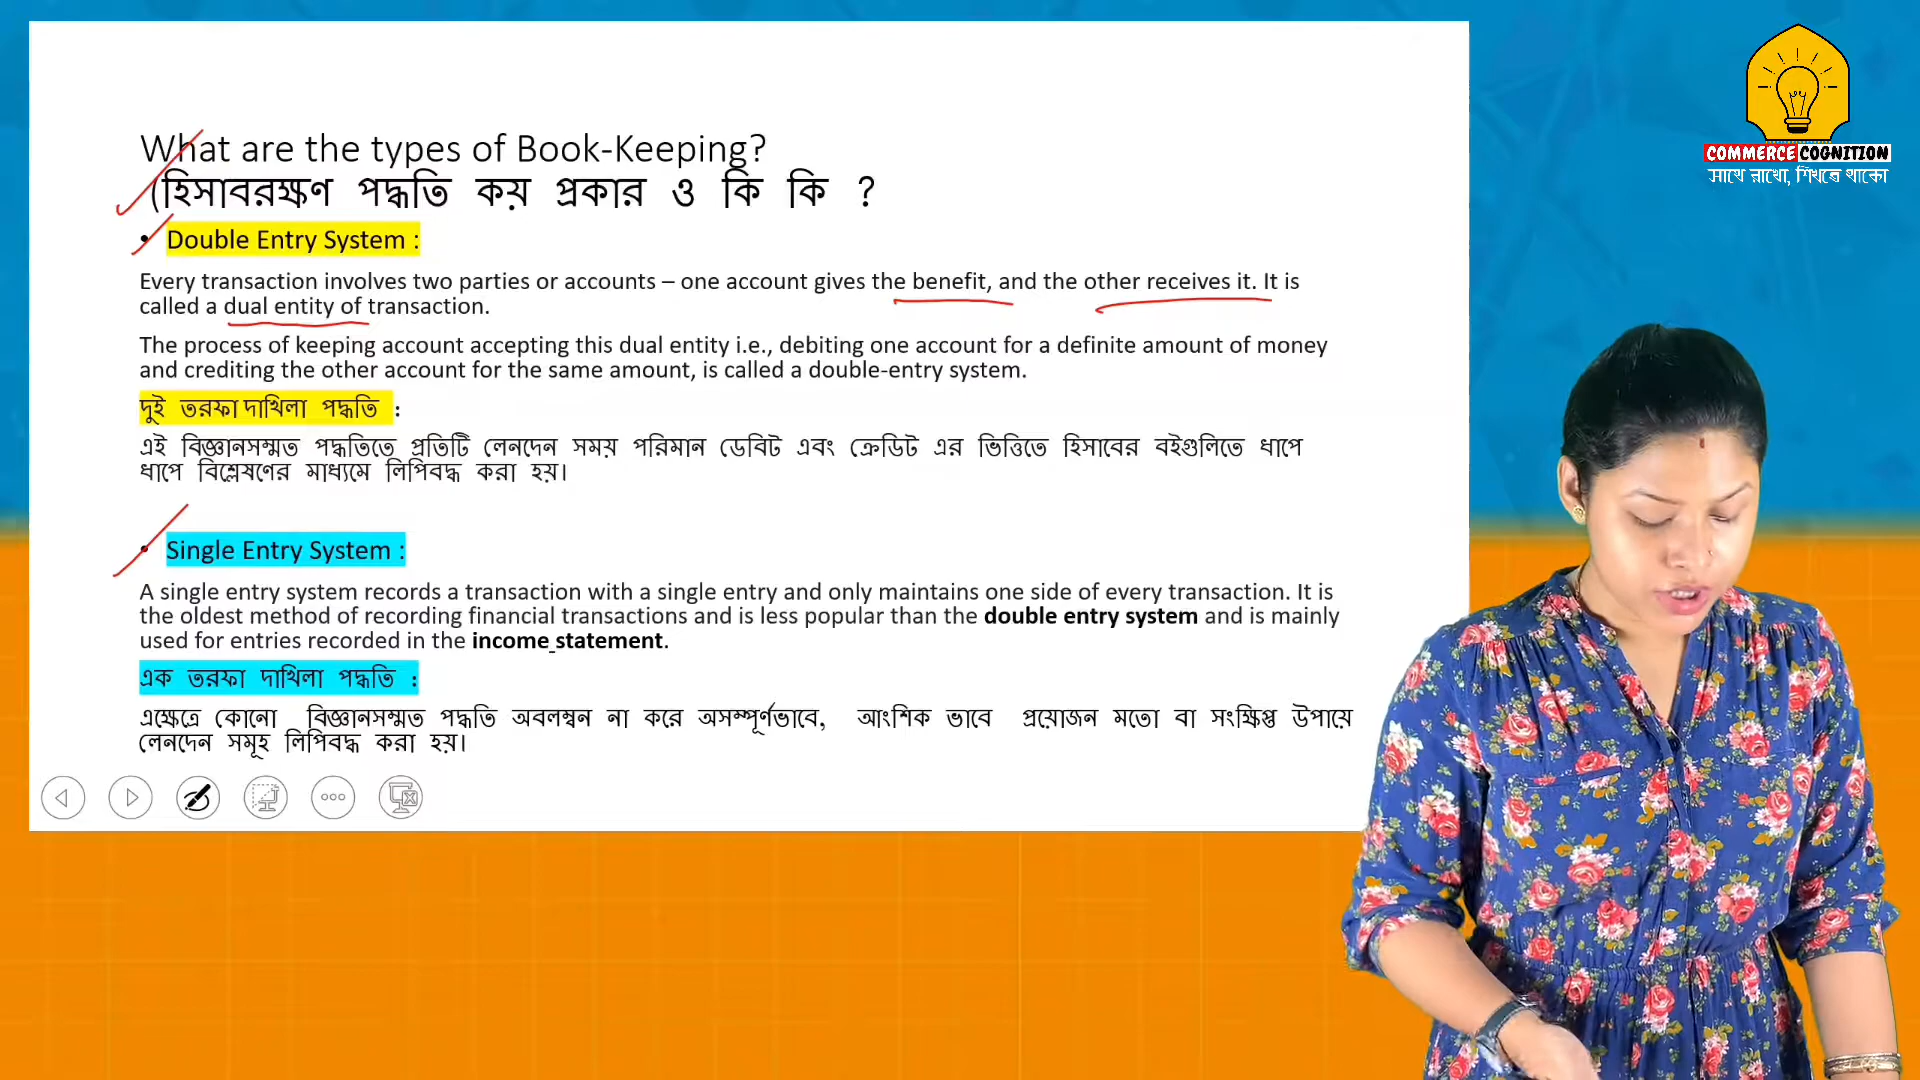 What are the types of Book-Keeping?
(হিসাবরক্ষণ পদ্ধতি কয় প্রকার ও কি কি ?
• Double Entry System :
Every transaction involves two parties or accounts – one account gives the benefit, and the other receives it. It is
called a dual entity of transaction.
The process of keeping account accepting this dual entity i.e., debiting one account for a definite amount of money
and crediting the other account for the same amount, is called a double-entry system.
দুই তরফা দাখিলা পদ্ধতি :
এই বিজ্ঞানসম্মত পদ্ধতিতে প্রতিটি লেনদেন সময় পরিমান ডেবিট এবং ক্রেডিট এর ভিত্তিতে হিসাবের বইগুলিতে ধাপে
ধাপে বিশ্লেষণের মাধ্যমে লিপিবদ্ধ করা হয়।
• Single Entry System :
A single entry system records a transaction with a single entry and only maintains one side of every transaction. It is
the oldest method of recording financial transactions and is less popular than the double entry system and is mainly
used for entries recorded in the income statement.
এক তরফা দাখিলা পদ্ধতি :
এক্ষেত্রে কোনো বিজ্ঞানসম্মত পদ্ধতি অবলম্বন না করে অসম্পূর্ণভাবে, আংশিক ভাবে প্রয়োজন মতো বা সংক্ষিপ্ত উপায়ে
লেনদেন সমূহ লিপিবদ্ধ করা হয়।
COMMERCE COGNITION
সাথে রাখো, শিখতে থাকো